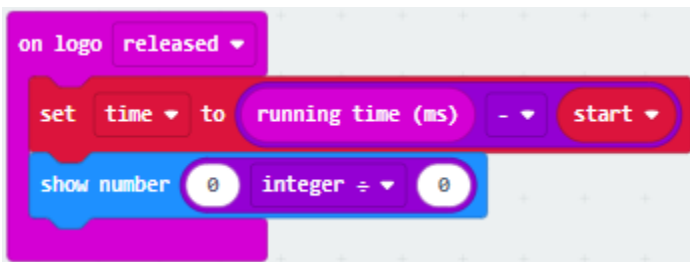 on logo released
set time to running time (ms) - start
show number 0 integer ÷ 0